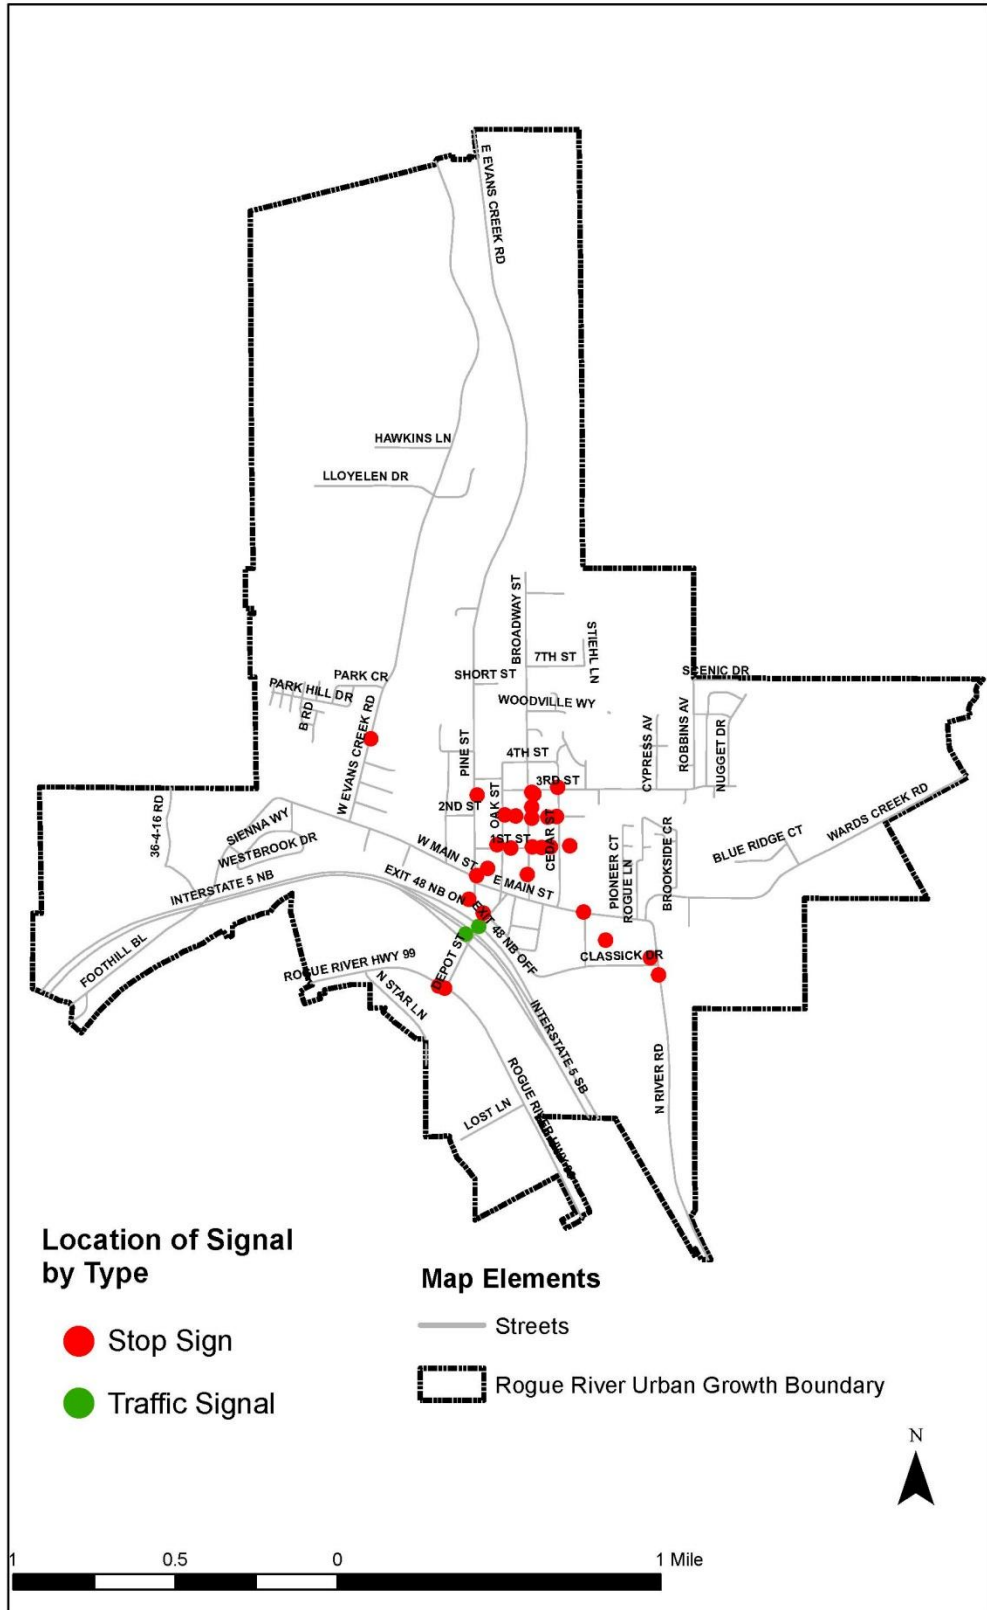 E EVANS CREEK RD
HAWKINS LN
LLOYELEN DR
BROADWAY ST
STIEHL LN
7TH ST
SHORT ST
SCENIC DR
PARK CR
PARK HILL DR
B RD
W EVANS CREEK RD
WOODVILLE WY
PINE ST
4TH ST
CYPRESS AV
ROBBINS AV
NUGGET DR
3RD ST
OAK ST
2ND ST
36-4-16 RD
SIENNA WY
WESTBROOK DR
1ST ST
CEDAR ST
W MAIN ST
E MAIN ST
PIONEER CT
ROGUE LN
BROOKSIDE CR
BLUE RIDGE CT
WARDS CREEK RD
INTERSTATE 5 NB
EXIT 48 NB ON
EXIT 48 NB OFF
FOOTHILL BL
ROGUE RIVER HWY 99
DEPOT ST
CLASSICK DR
N STAR LN
INTERSTATE 5 SB
N RIVER RD
ROGUE RIVER HWY 99
LOST LN
Location of Signal
by Type
Stop Sign
Traffic Signal
Map Elements
Streets
Rogue River Urban Growth Boundary
N
1 0.5 0 1 Mile